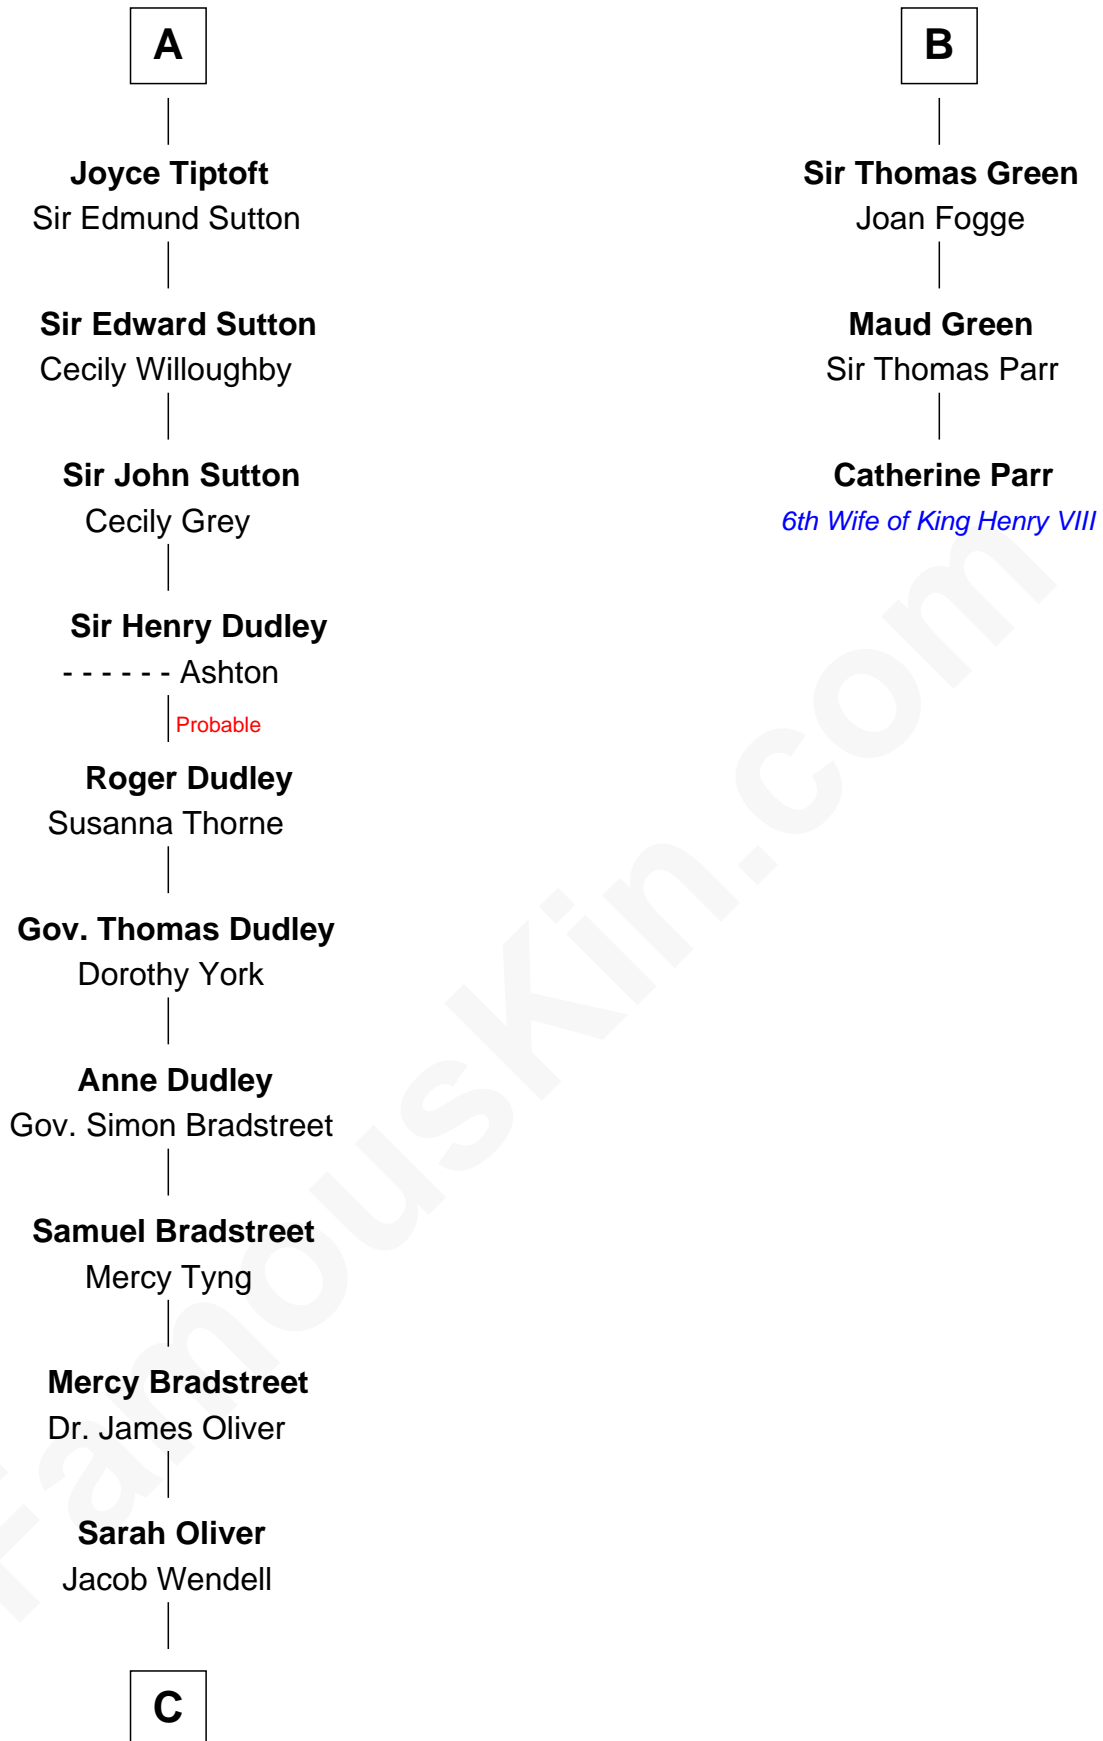 A
Joyce Tiptoft
Sir Edmund Sutton
Sir Edward Sutton
Cecily Willoughby
Sir John Sutton
Cecily Grey
Sir Henry Dudley
- - - - - - Ashton
Probable
Roger Dudley
Susanna Thorne
Gov. Thomas Dudley
Dorothy York
Anne Dudley
Gov. Simon Bradstreet
Samuel Bradstreet
Mercy Tyng
Mercy Bradstreet
Dr. James Oliver
Sarah Oliver
Jacob Wendell
C
B
Sir Thomas Green
Joan Fogge
Maud Green
Sir Thomas Parr
Catherine Parr
6th Wife of King Henry VIII
FamousKin.com